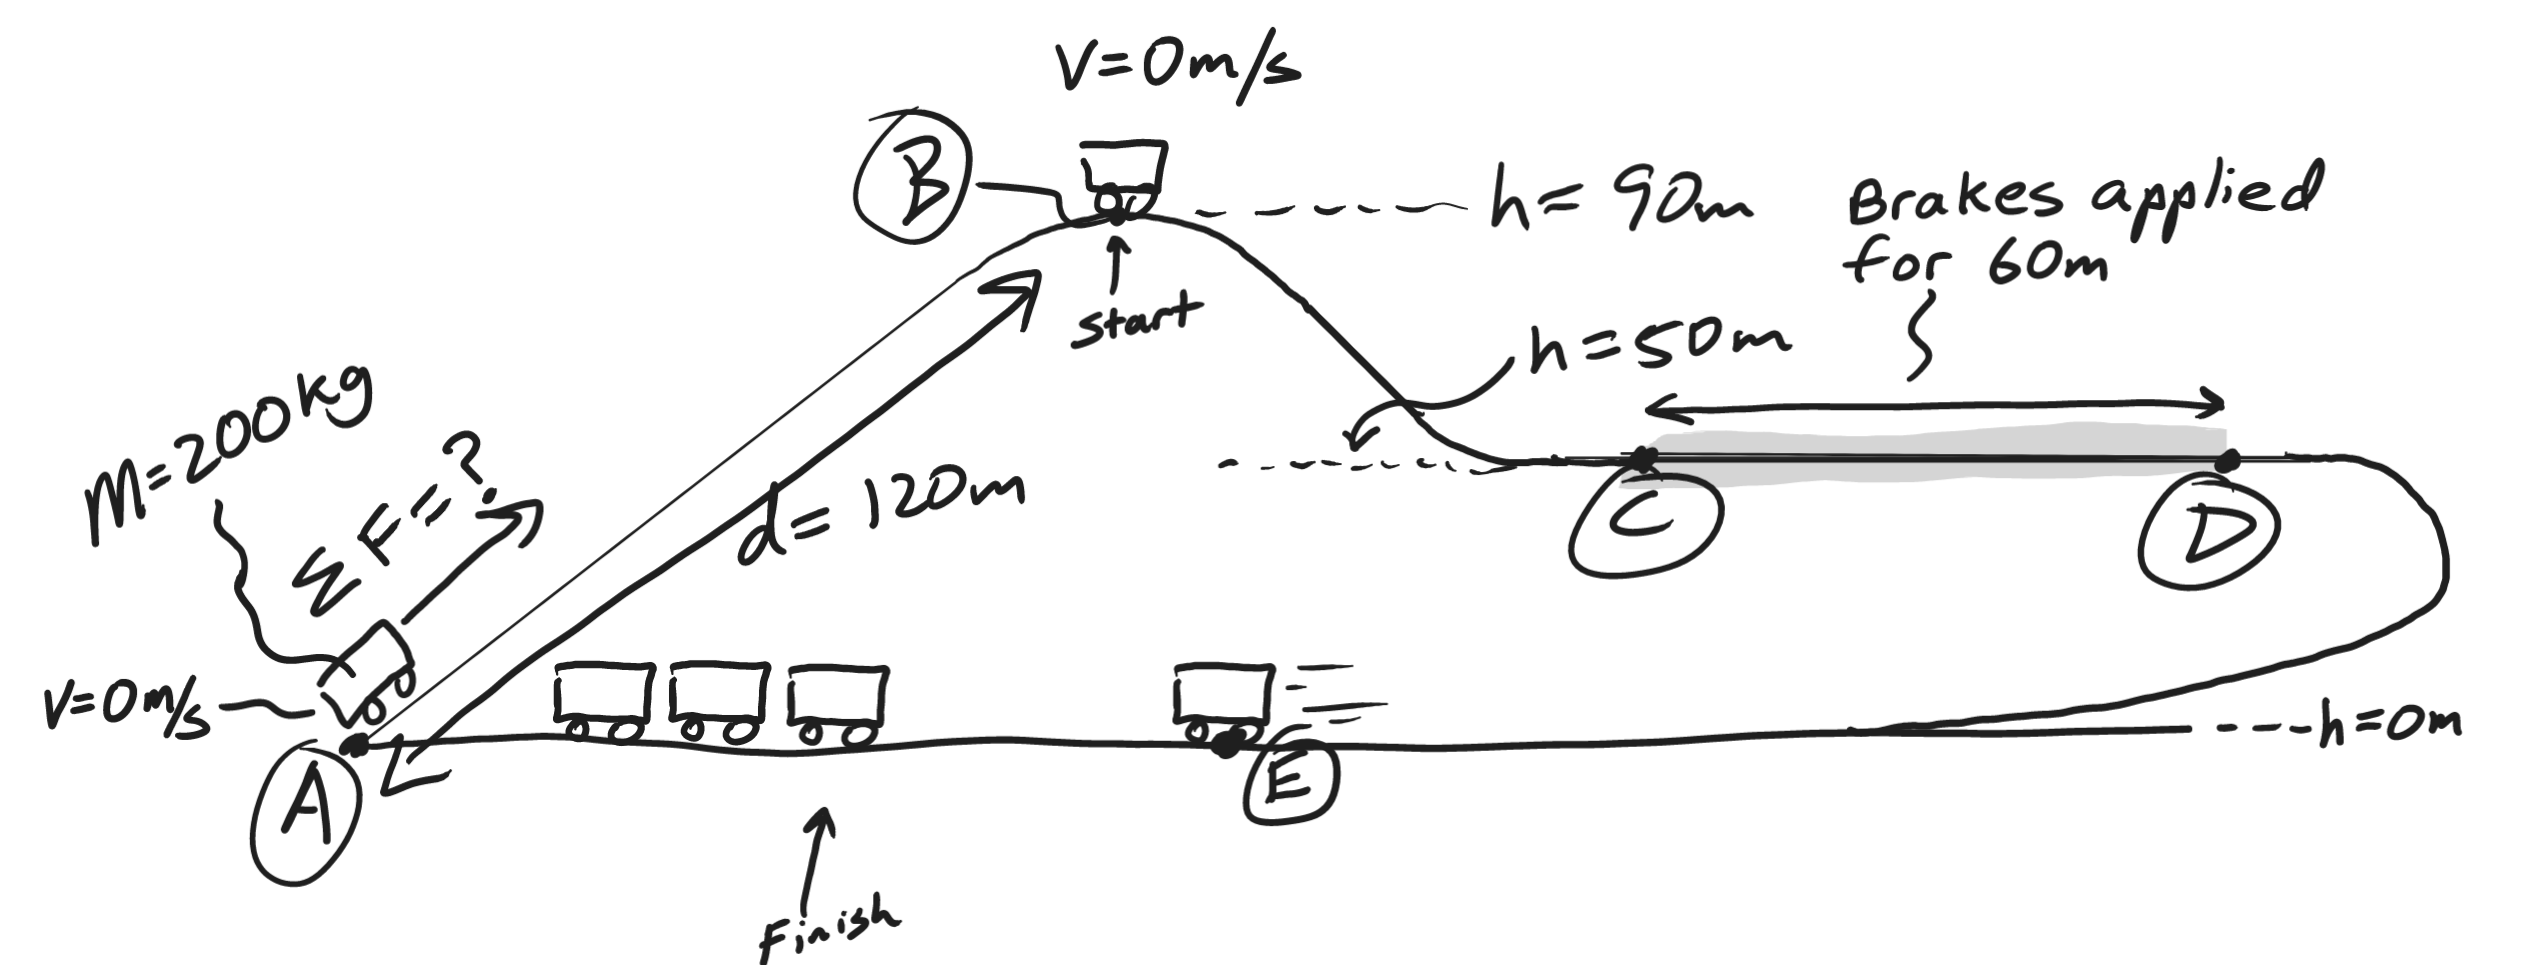 V=0m/s
B
h=90m
Brakes applied
for 60m
start
h=50m
M=200kg
ΣF=?
d=120m
C
D
V=0m/s
h=0m
A
E
Finish